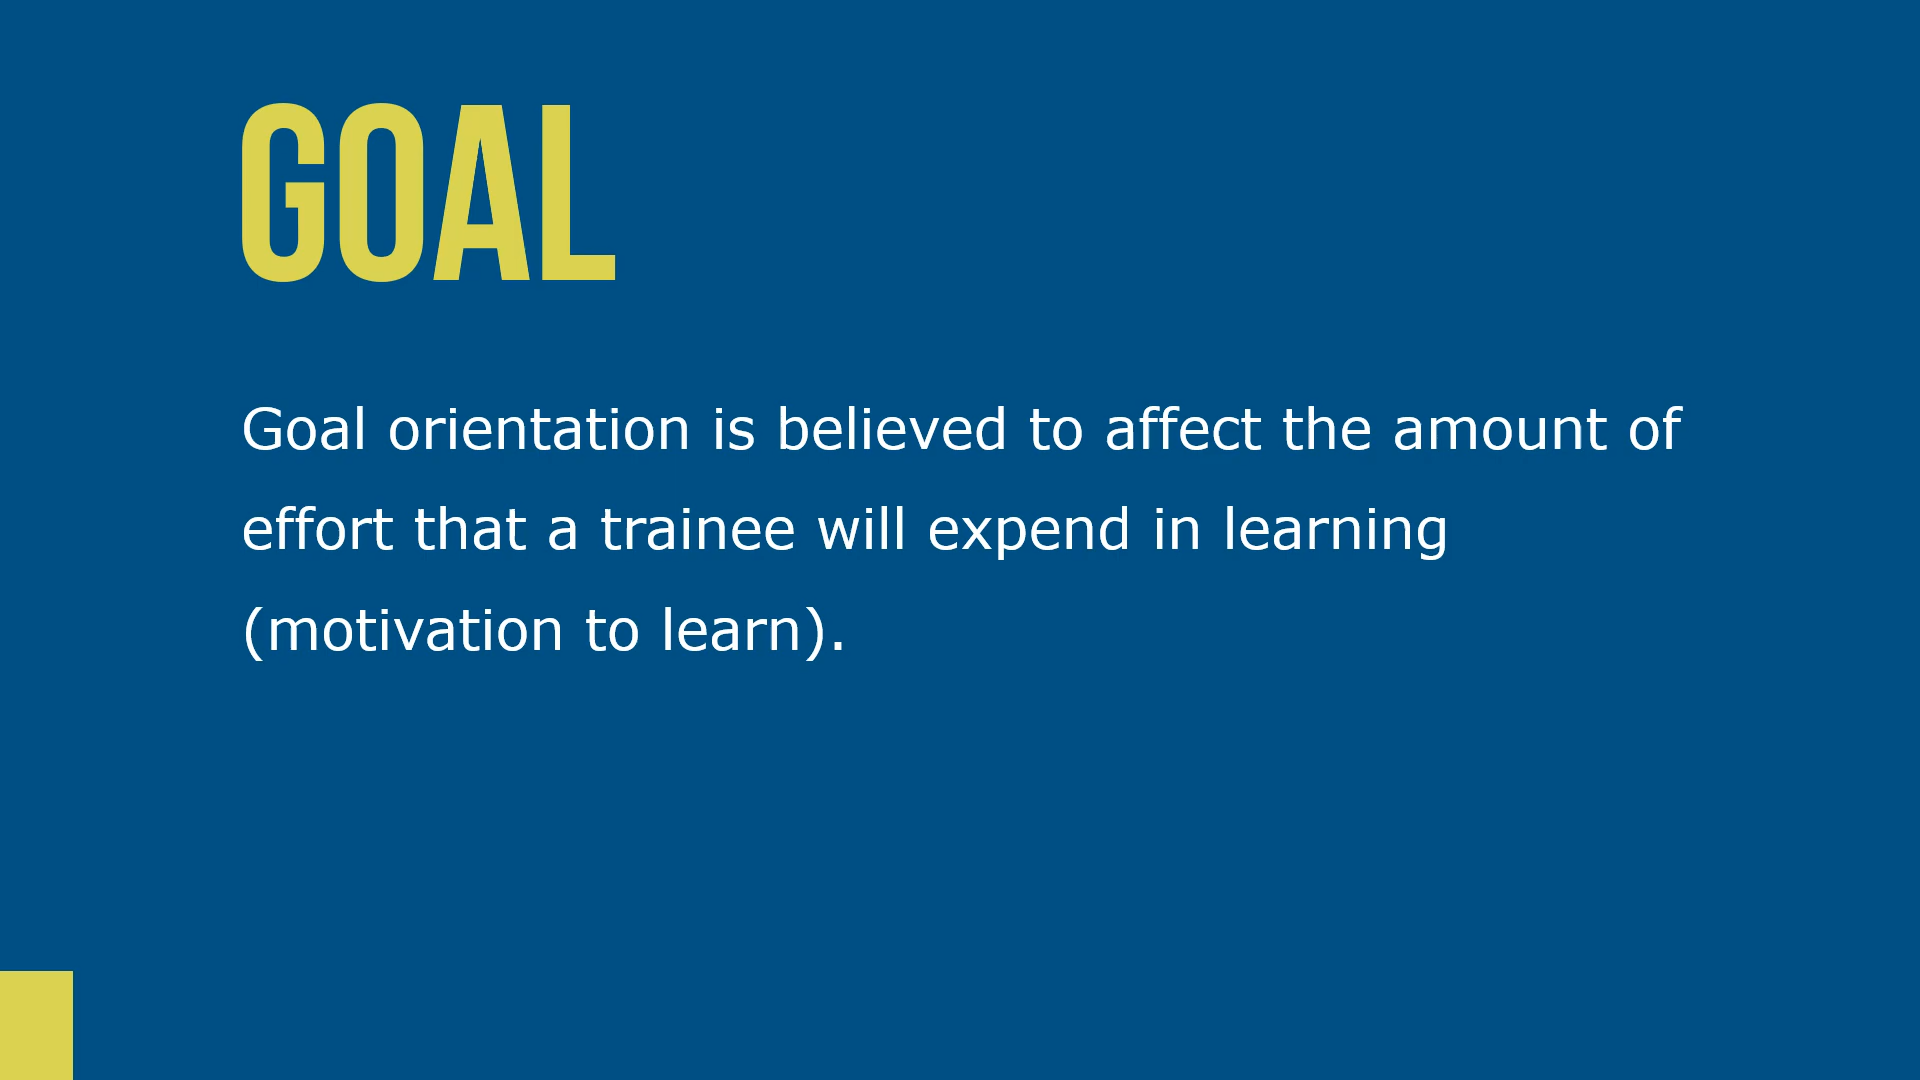 GOAL
Goal orientation is believed to affect the amount of
effort that a trainee will expend in learning
(motivation to learn).